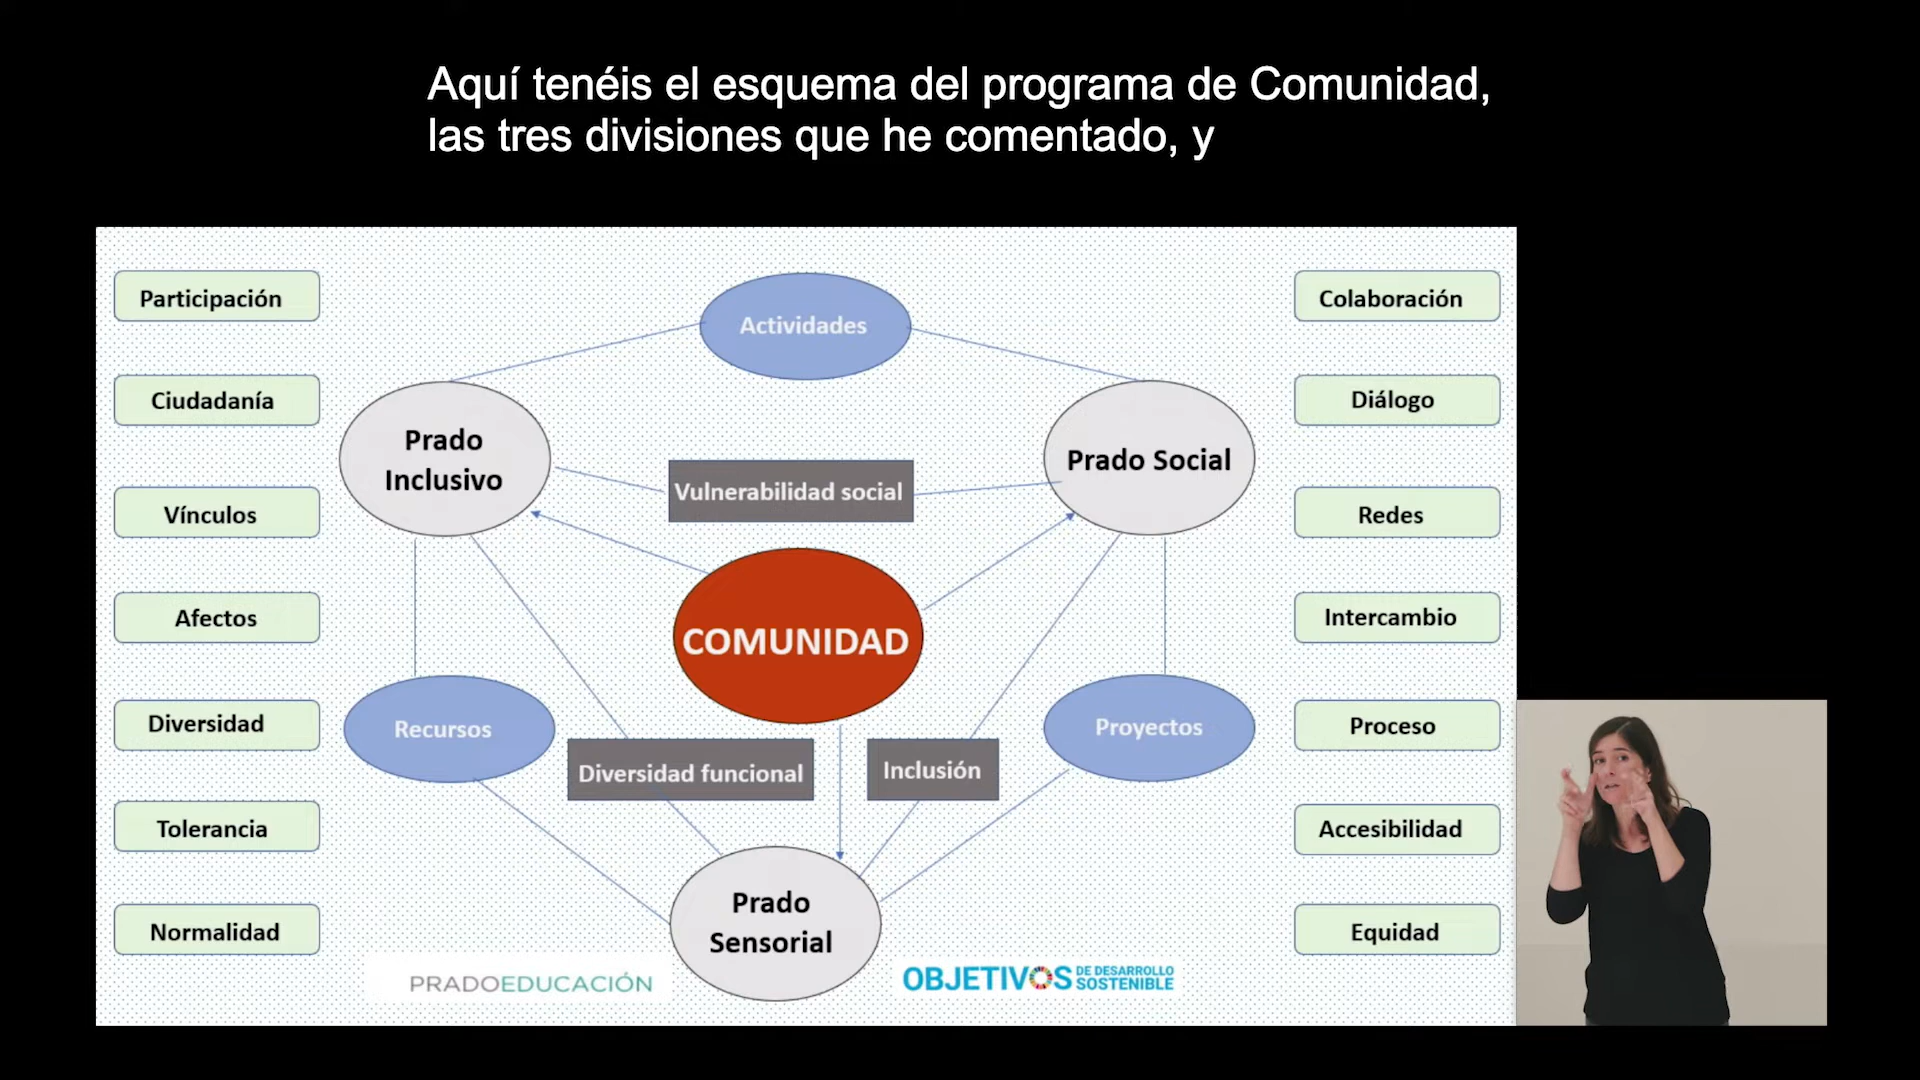 Aquí tenéis el esquema del programa de Comunidad,
las tres divisiones que he comentado, y
Participación
Ciudadanía
Vínculos
Afectos
Diversidad
Tolerancia
Normalidad
Actividades
Prado
Inclusivo
Prado Social
Vulnerabilidad social
COMUNIDAD
Recursos
Proyectos
Diversidad funcional
Inclusión
Prado
Sensorial
PRADOEDUCACIÓN
OBJETIVOS DE DESARROLLO
SOSTENIBLE
Colaboración
Diálogo
Redes
Intercambio
Proceso
Accesibilidad
Equidad